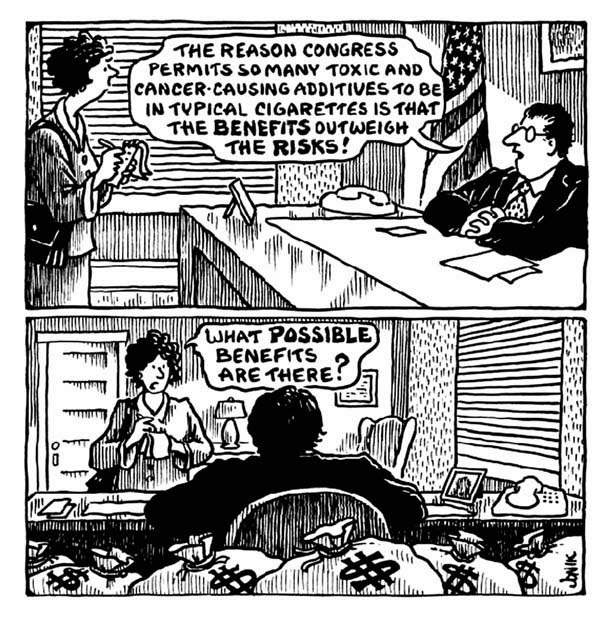 THE REASON CONGRESS
PERMITS SO MANY TOXIC AND
CANCER-CAUSING ADDITIVES TO BE
IN TYPICAL CIGARETTES IS THAT
THE BENEFITS OUTWEIGH
THE RISKS!
WHAT POSSIBLE
BENEFITS
ARE THERE?
$ $ $ $ $
JONIK